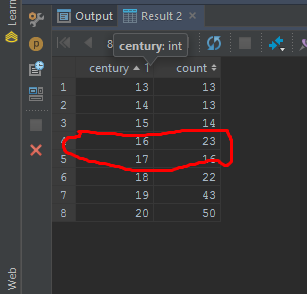 Learn
Output Result 2
8
century: int
century 1 count
1 13 13
2 14 13
3 15 14
4 16 23
5 17 16
6 18 22
7 19 43
8 20 50
Web